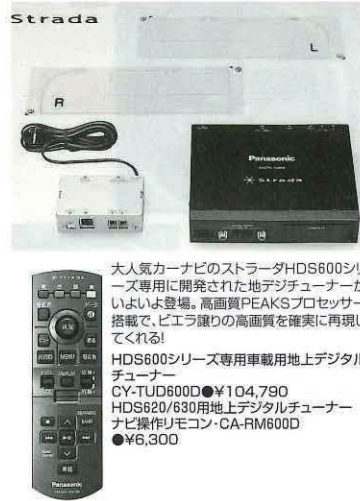 Strada
L
R
Panasonic
Strada
大人気カーナビのストラーダHDS600シリ
ーズ専用に開発された地デジチューナーが
いよいよ登場。高画質PEAKSプロセッサー
搭載で、ビエラ譲りの高画質を確実に再現し
てくれる!
HDS600シリーズ専用車載用地上デジタル
チューナー
CY-TUD600D●¥104,790
HDS620/630用地上デジタルチューナー
ナビ操作リモコン・CA-RM600D
●¥6,300
AUDIO MENU
DISPLAY
Panasonic